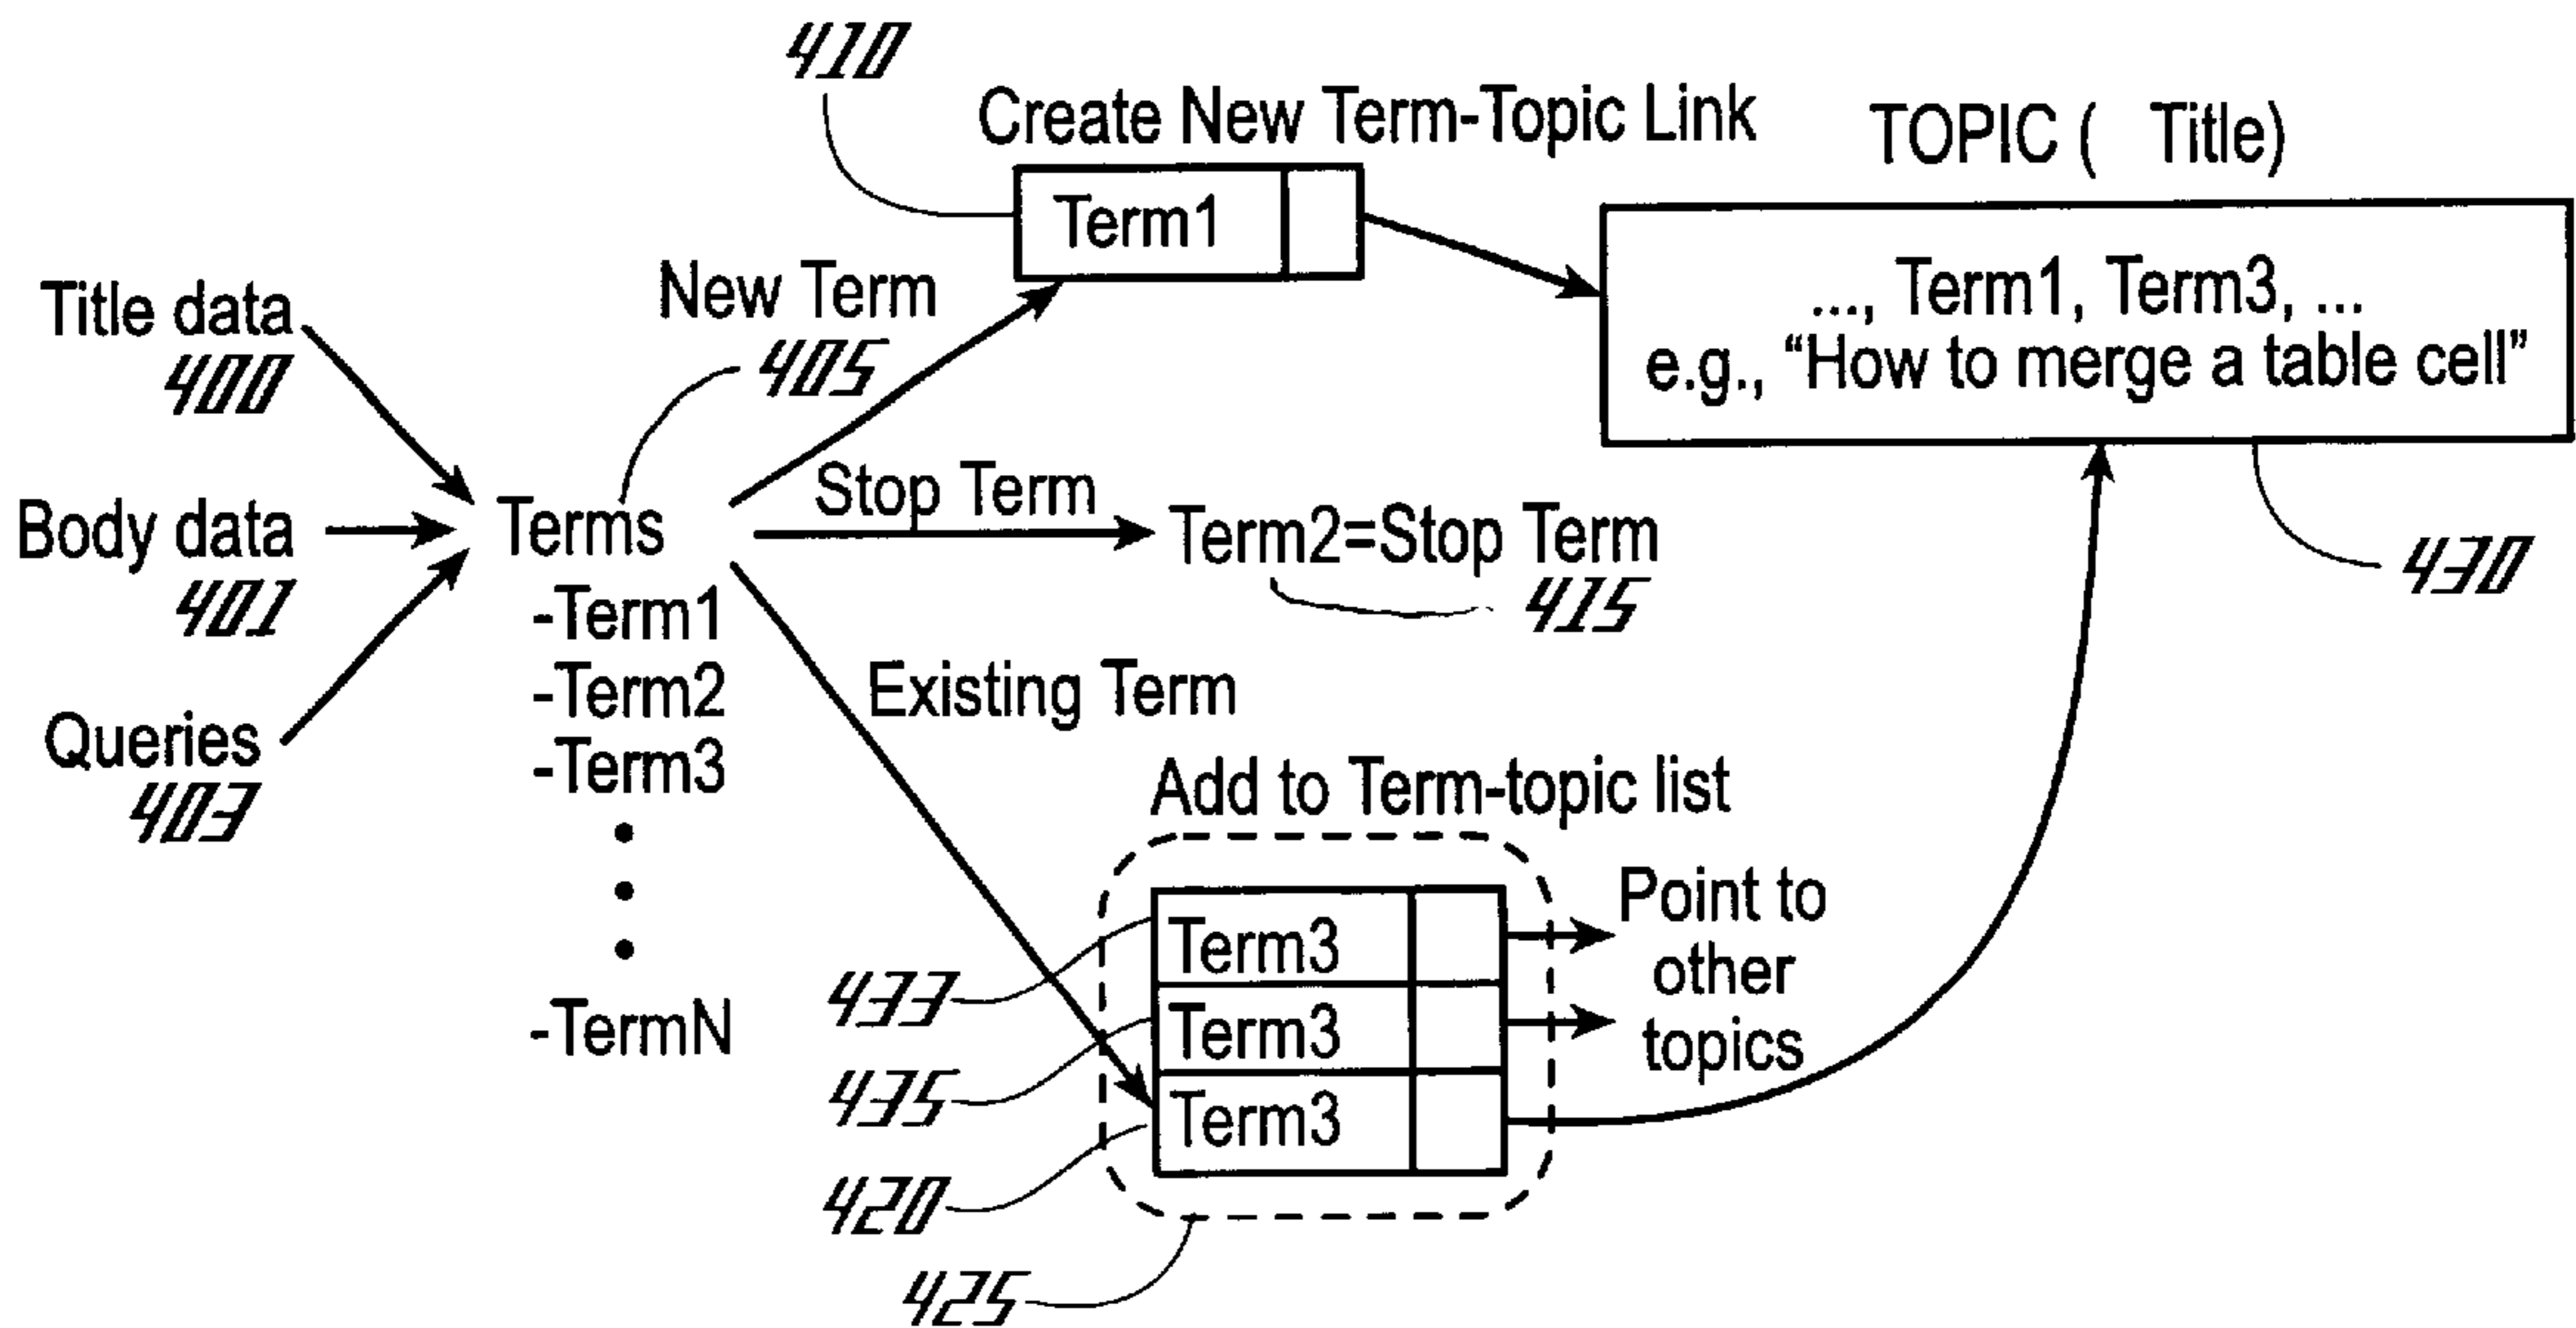 410
Create New Term-Topic Link
TOPIC ( Title)
Term1
..., Term1, Term3, ...
e.g., "How to merge a table cell"
430
Title data
400
Body data
401
Queries
403
New Term
405
Terms
-Term1
-Term2
-Term3
-TermN
Stop Term
Term2=Stop Term
415
Existing Term
Add to Term-topic list
Term3
Term3
Term3
Point to
other
topics
433
435
420
425